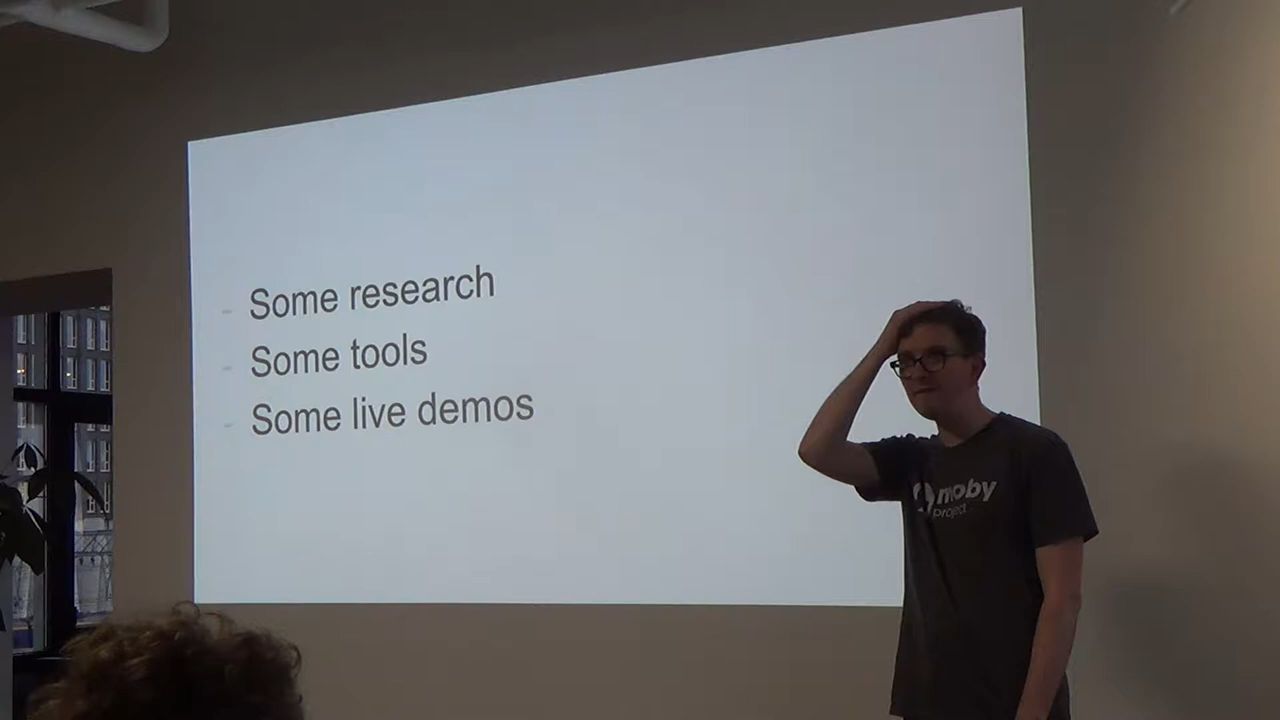 - Some research
- Some tools
- Some live demos
moby
project